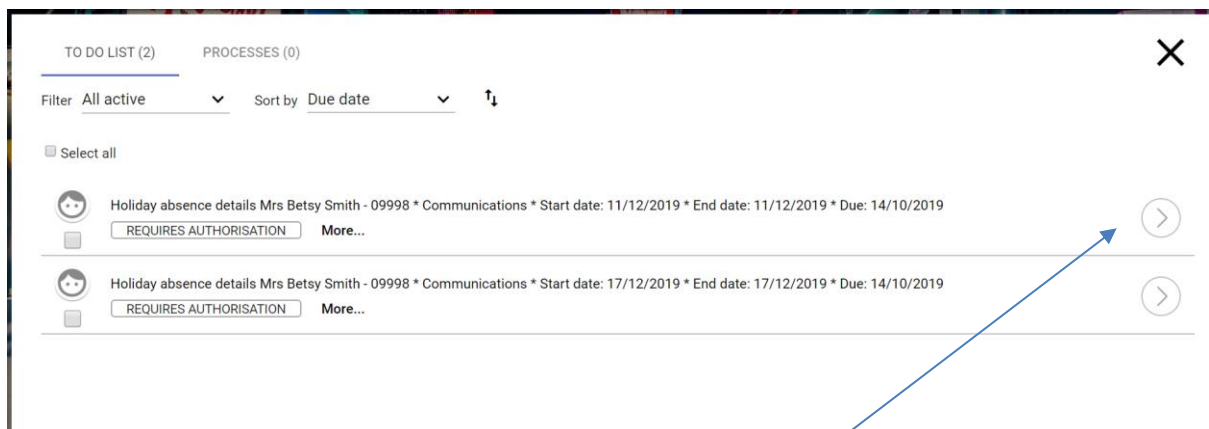 TO DO LIST (2) PROCESSES (0)
Filter All active Sort by Due date
Select all
Holiday absence details Mrs Betsy Smith - 09998 * Communications * Start date: 11/12/2019 * End date: 11/12/2019 * Due: 14/10/2019
REQUIRES AUTHORISATION More...
Holiday absence details Mrs Betsy Smith - 09998 * Communications * Start date: 17/12/2019 * End date: 17/12/2019 * Due: 14/10/2019
REQUIRES AUTHORISATION More...